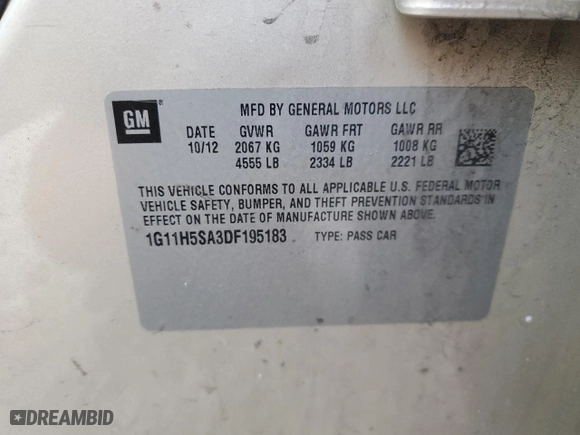 GM
MFD BY GENERAL MOTORS LLC
DATE GVWR GAWR FRT GAWR RR
10/12 2067 KG 1059 KG 1008 KG
4555 LB 2334 LB 2221 LB
THIS VEHICLE CONFORMS TO ALL APPLICABLE U.S. FEDERAL MOTOR
VEHICLE SAFETY, BUMPER, AND THEFT PREVENTION STANDARDS IN
EFFECT ON THE DATE OF MANUFACTURE SHOWN ABOVE.
1G11H5SA3DF195183 TYPE: PASS CAR
DREAMBID